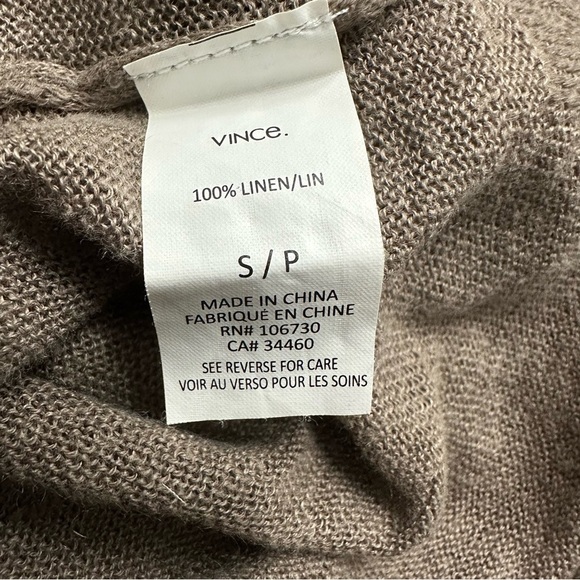 VINCE.
100% LINEN/LIN
S / P
MADE IN CHINA
FABRIQUÉ EN CHINE
RN# 106730
CA# 34460
SEE REVERSE FOR CARE
VOIR AU VERSO POUR LES SOINS